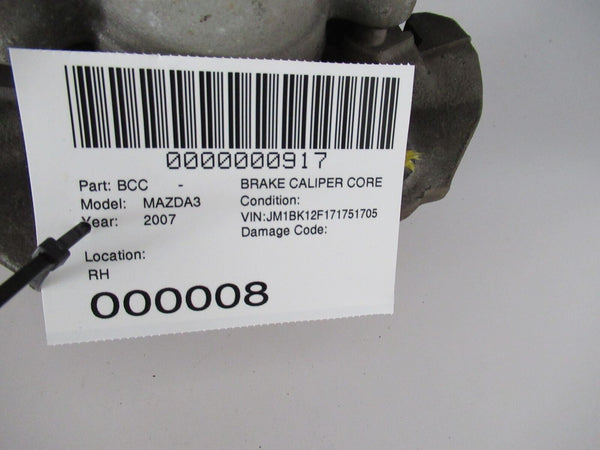 0000000917
Part: BCC - BRAKE CALIPER CORE
Model: MAZDA3 Condition:
Year: 2007 VIN:JM1BK12F171751705
Damage Code:
Location:
RH
000008